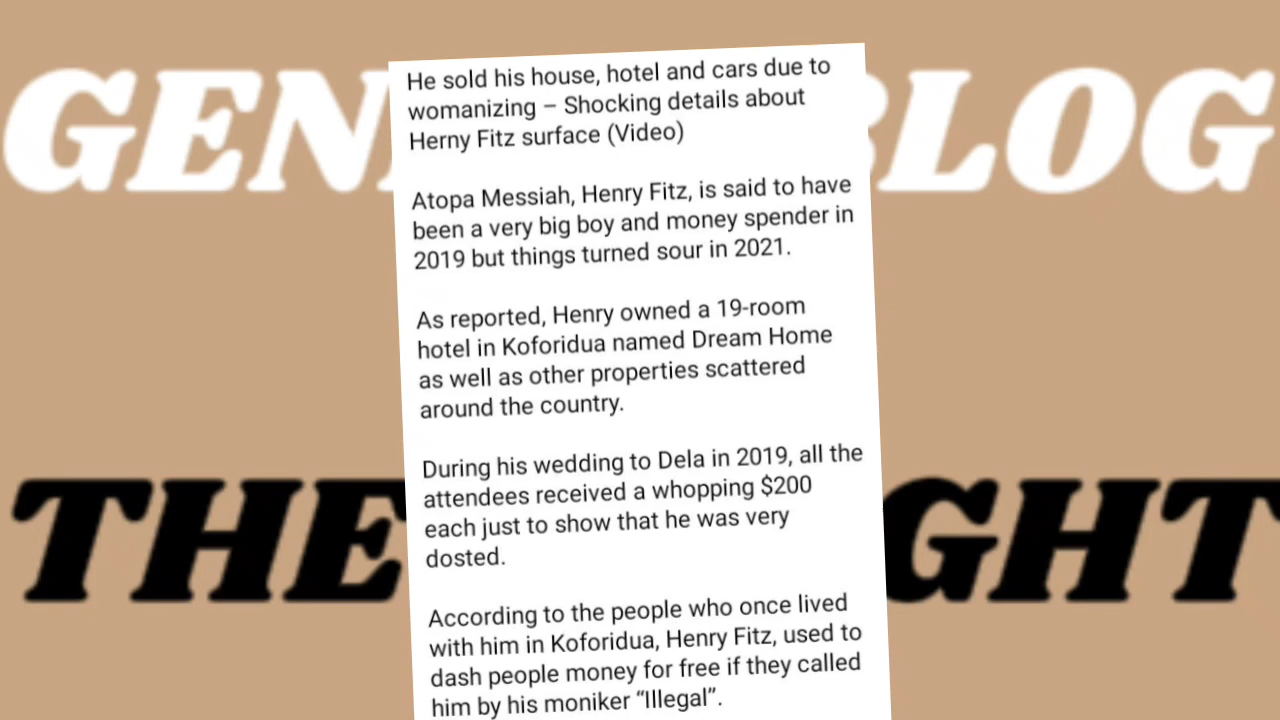 GEN
LOG
THE
GHT
He sold his house, hotel and cars due to
womanizing – Shocking details about
Herny Fitz surface (Video)
Atopa Messiah, Henry Fitz, is said to have
been a very big boy and money spender in
2019 but things turned sour in 2021.
As reported, Henry owned a 19-room
hotel in Koforidua named Dream Home
as well as other properties scattered
around the country.
During his wedding to Dela in 2019, all the
attendees received a whopping $200
each just to show that he was very
dosted.
According to the people who once lived
with him in Koforidua, Henry Fitz, used to
dash people money for free if they called
him by his moniker “Illegal”.